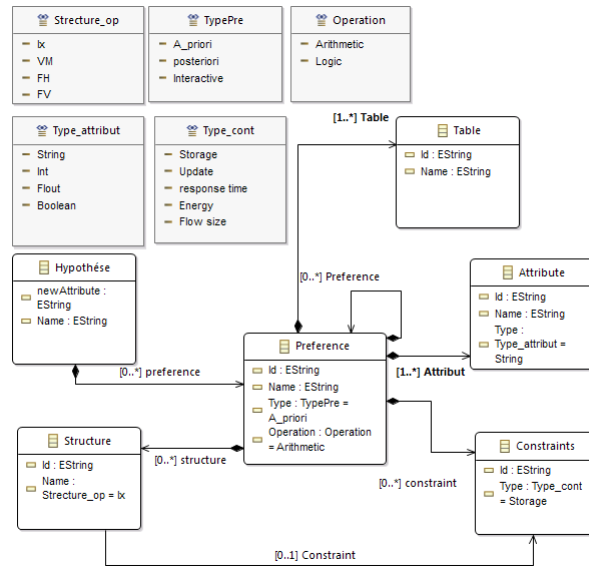 Strecture_op
Ix
VM
FH
FV
TypePre
A_priori
posteriori
Interactive
Operation
Arithmetic
Logic
Type_attribut
String
Int
Flout
Boolean
Type_cont
Storage
Update
response time
Energy
Flow size
[1..*] Table
Table
Id : EString
Name : EString
Hypothése
newAttribute :
EString
Name : EString
[0..*] Preference
Attribute
Id : EString
Name : EString
Type :
Type_attribut =
String
[0..*] preference
Preference
Id : EString
Name : EString
Type : TypePre =
A_priori
Operation : Operation
= Arithmetic
[1..*] Attribut
Structure
Id : EString
Name :
Strecture_op = Ix
[0..*] structure
[0..*] constraint
Constraints
Id : EString
Type : Type_cont
= Storage
[0..1] Constraint